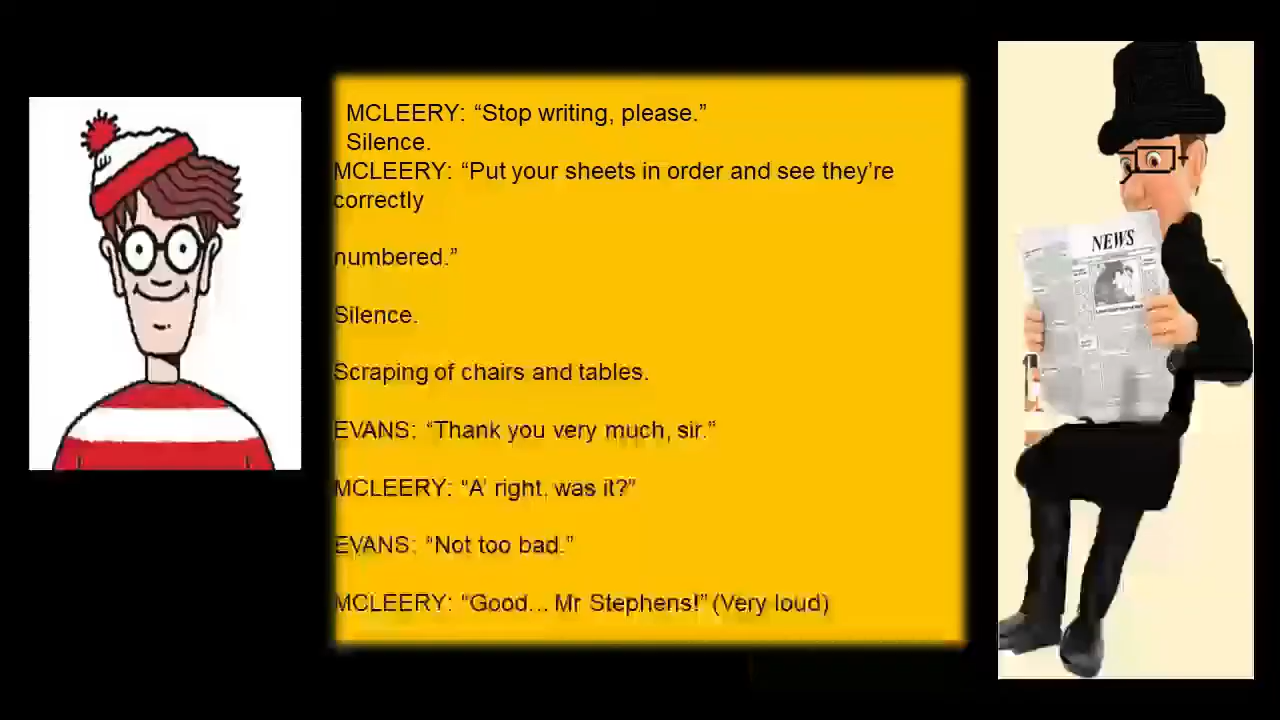 MCLEERY: “Stop writing, please.”
Silence.
MCLEERY: “Put your sheets in order and see they’re
correctly
numbered.”
Silence.
Scraping of chairs and tables.
EVANS: “Thank you very much, sir.”
MCLEERY: “A’ right, was it?”
EVANS: “Not too bad.”
MCLEERY: “Good... Mr Stephens!” (Very loud)
NEWS